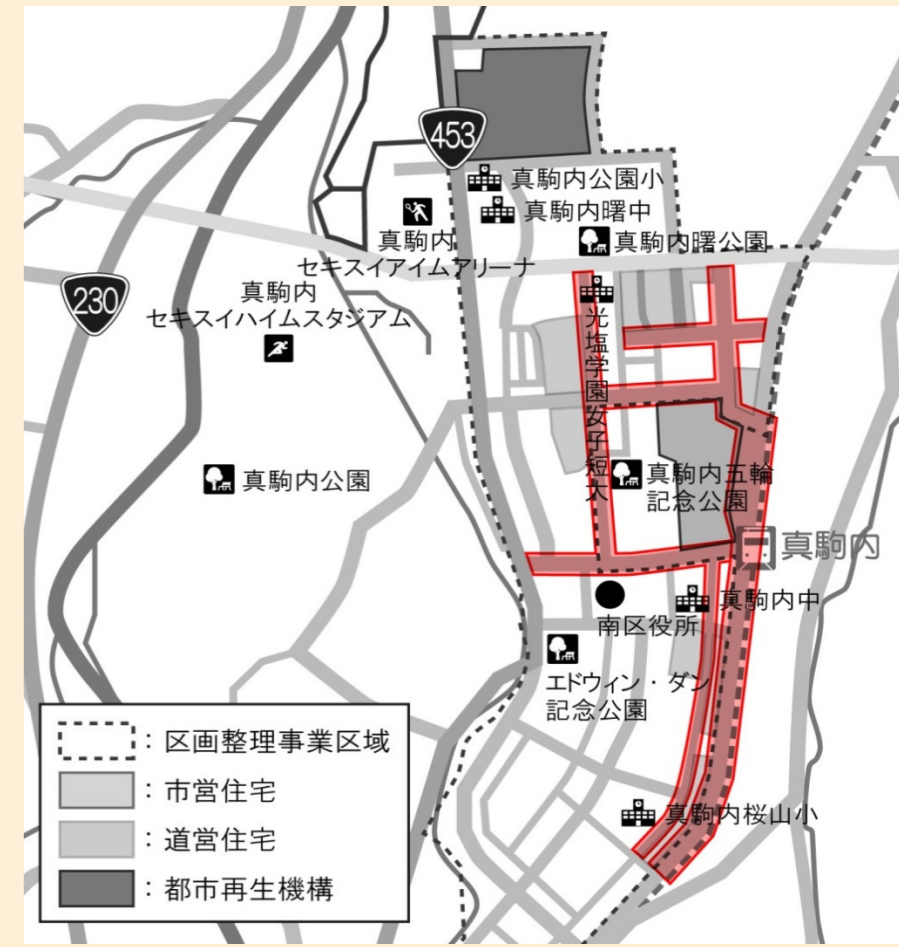 453
真駒内公園小
真駒内曙中
真駒内
セキスイアイムアリーナ
真駒内曙公園
230
真駒内
セキスイハイムスタジアム
光塩学園女子短大
真駒内公園
真駒内五輪
記念公園
真駒内
真駒内中
南区役所
エドウィン・ダン
記念公園
真駒内桜山小
：区画整理事業区域
：市営住宅
：道営住宅
：都市再生機構